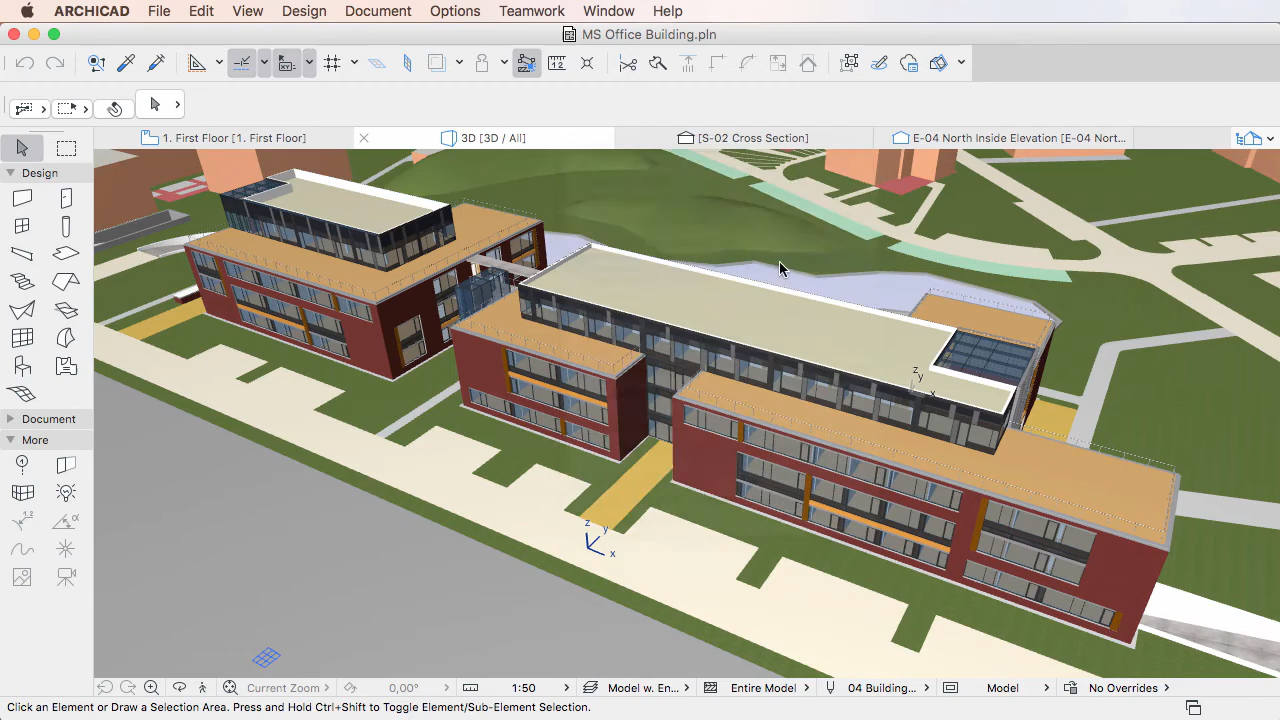 ARCHICAD File Edit View Design Document Options Teamwork Window Help
MS Office Building.pln
1. First Floor [1. First Floor]
3D [3D / All]
[S-02 Cross Section]
E-04 North Inside Elevation [E-04 Nort...
Design
Document
More
1.2
α
z
y
x
z
y
x
Current Zoom
0,00°
1:50
Model w. En...
Entire Model
04 Building...
Model
No Overrides
Click an Element or Draw a Selection Area. Press and Hold Ctrl+Shift to Toggle Element/Sub-Element Selection.